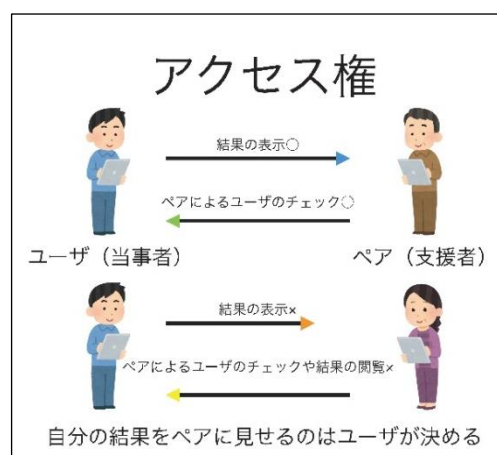 アクセス権
結果の表示○
ペアによるユーザのチェック○
ユーザ（当事者）
ペア（支援者）
結果の表示×
ペアによるユーザのチェックや結果の閲覧×
自分の結果をペアに見せるのはユーザが決める